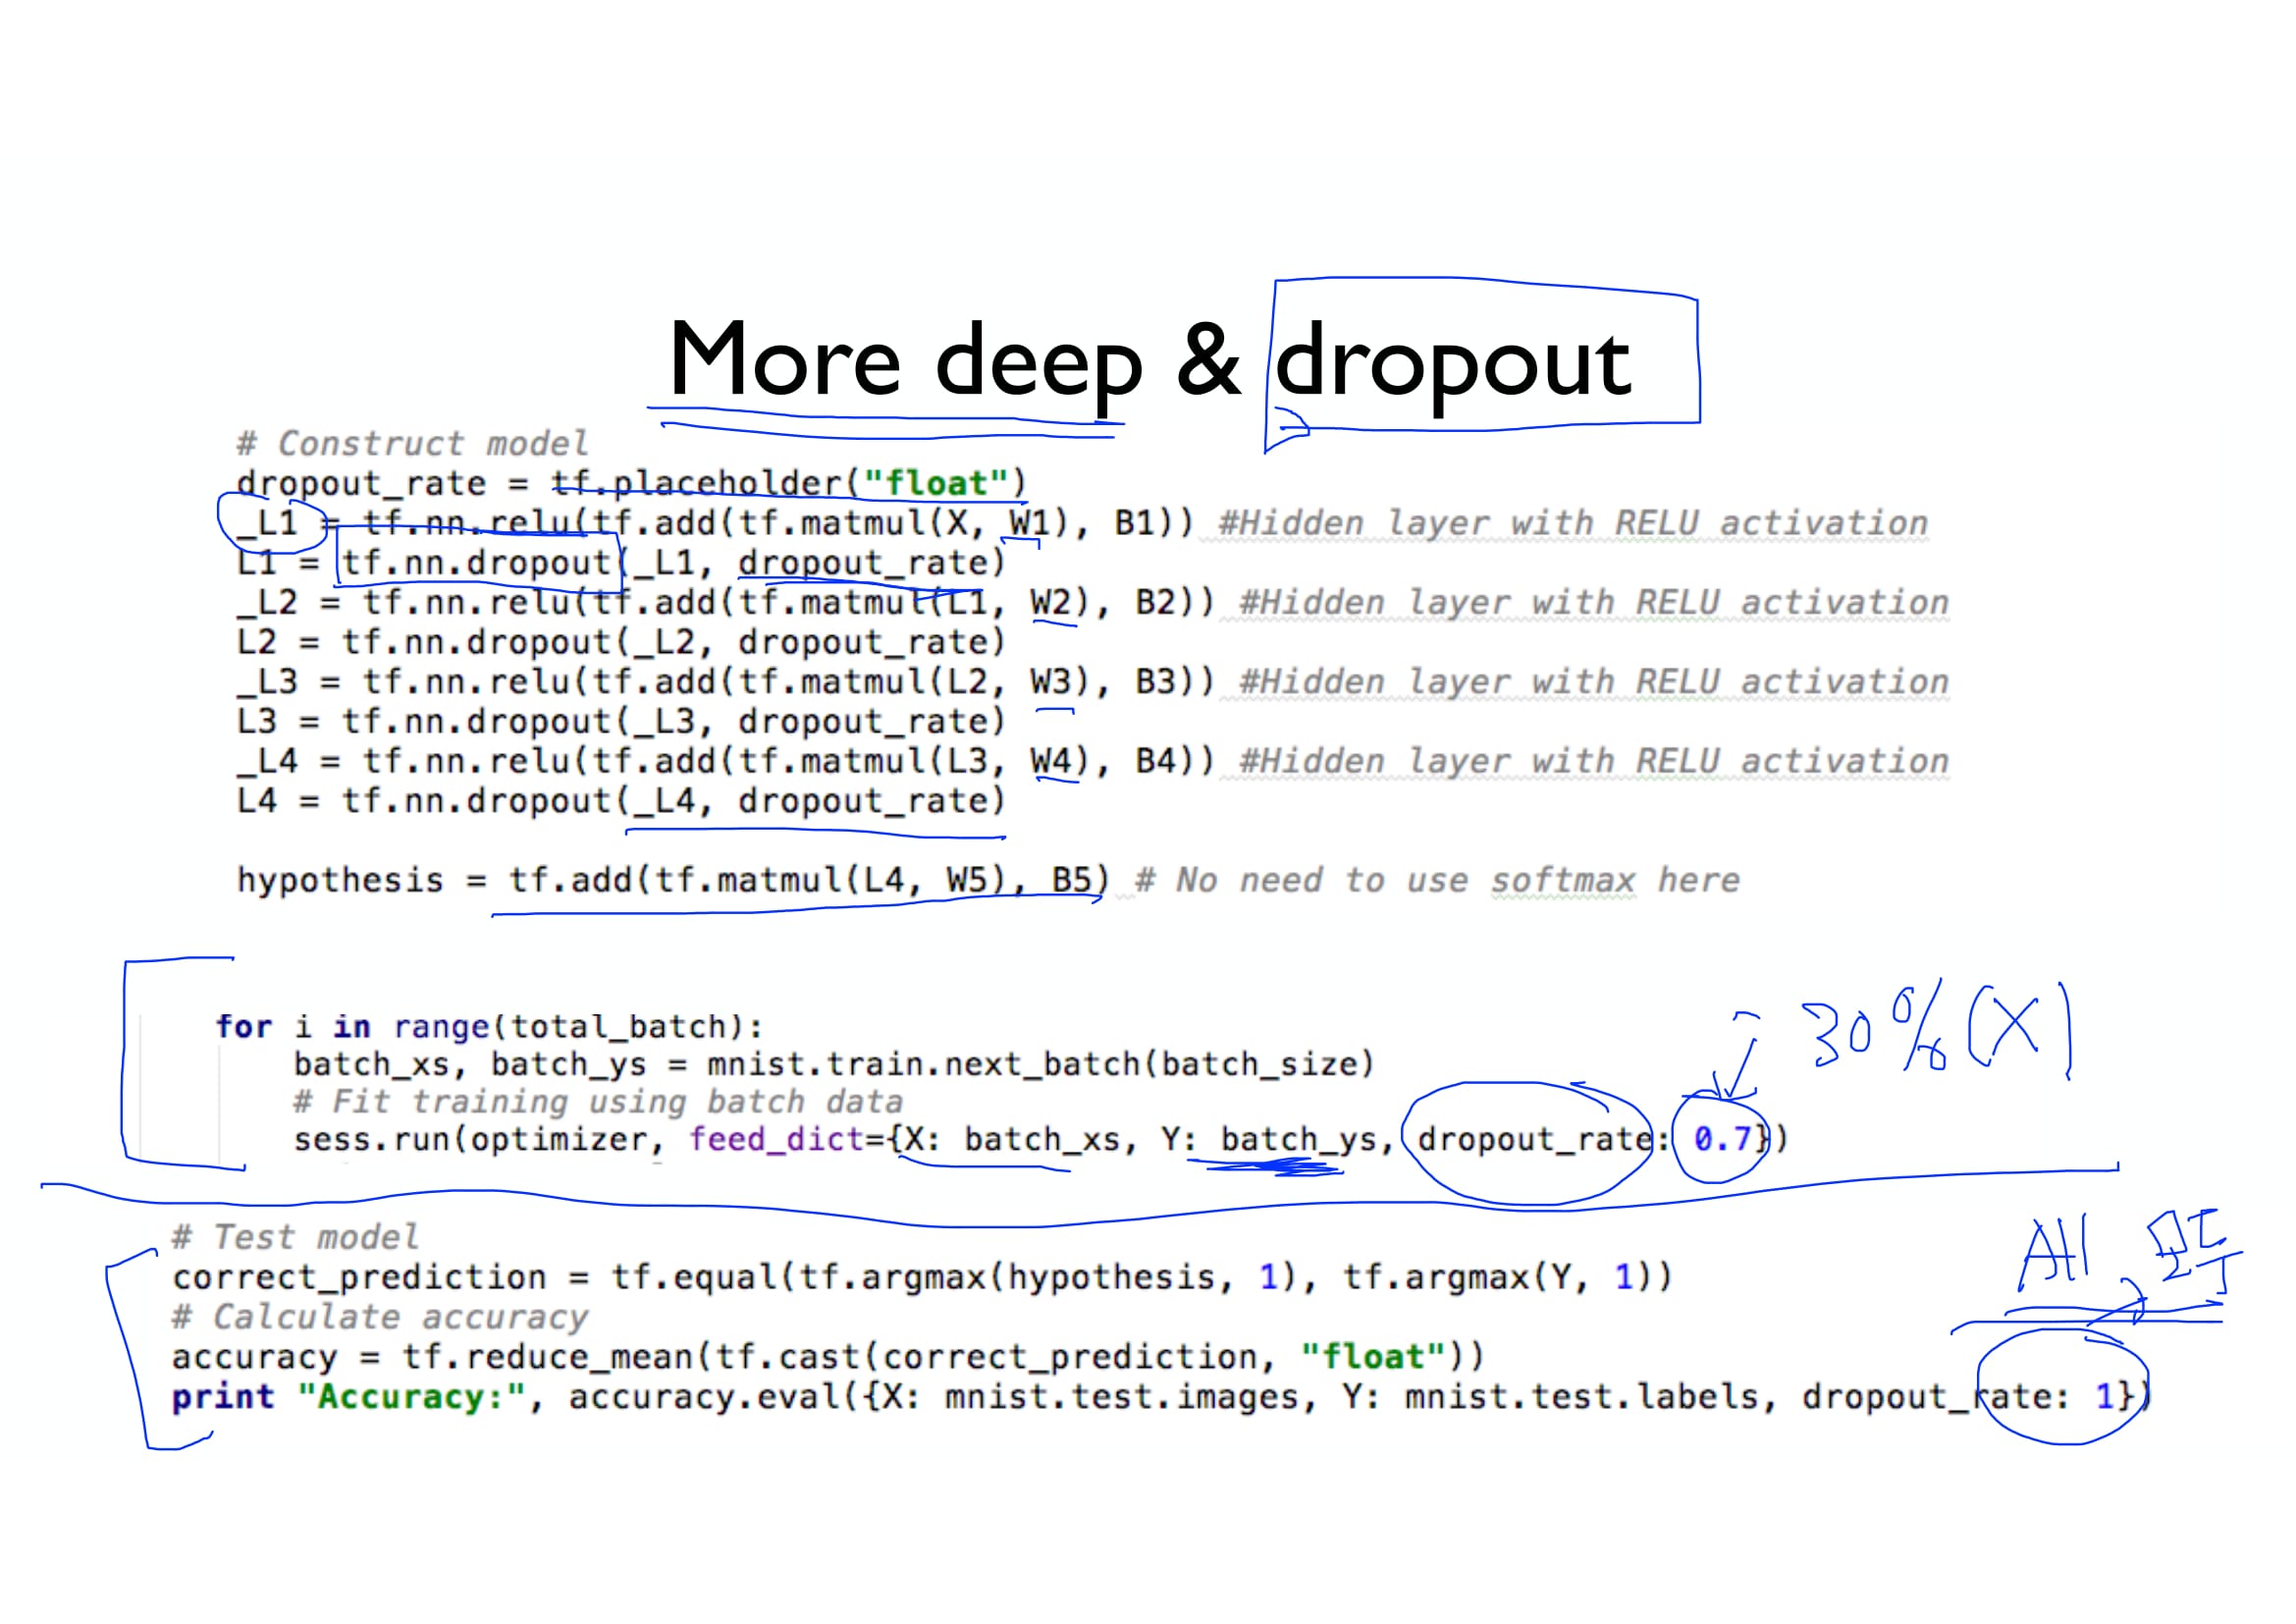 More deep & dropout
# Construct model
dropout_rate = tf.placeholder("float")
_L1 = tf.nn.relu(tf.add(tf.matmul(X, W1), B1)) #Hidden layer with RELU activation
L1 = tf.nn.dropout(_L1, dropout_rate)
_L2 = tf.nn.relu(tf.add(tf.matmul(L1, W2), B2)) #Hidden layer with RELU activation
L2 = tf.nn.dropout(_L2, dropout_rate)
_L3 = tf.nn.relu(tf.add(tf.matmul(L2, W3), B3)) #Hidden layer with RELU activation
L3 = tf.nn.dropout(_L3, dropout_rate)
_L4 = tf.nn.relu(tf.add(tf.matmul(L3, W4), B4)) #Hidden layer with RELU activation
L4 = tf.nn.dropout(_L4, dropout_rate)
hypothesis = tf.add(tf.matmul(L4, W5), B5) # No need to use softmax here
30% (X)
for i in range(total_batch):
batch_xs, batch_ys = mnist.train.next_batch(batch_size)
# Fit training using batch data
sess.run(optimizer, feed_dict={X: batch_xs, Y: batch_ys, dropout_rate: 0.7})
All
# Test model
correct_prediction = tf.equal(tf.argmax(hypothesis, 1), tf.argmax(Y, 1))
# Calculate accuracy
accuracy = tf.reduce_mean(tf.cast(correct_prediction, "float"))
print "Accuracy:", accuracy.eval({X: mnist.test.images, Y: mnist.test.labels, dropout_rate: 1})